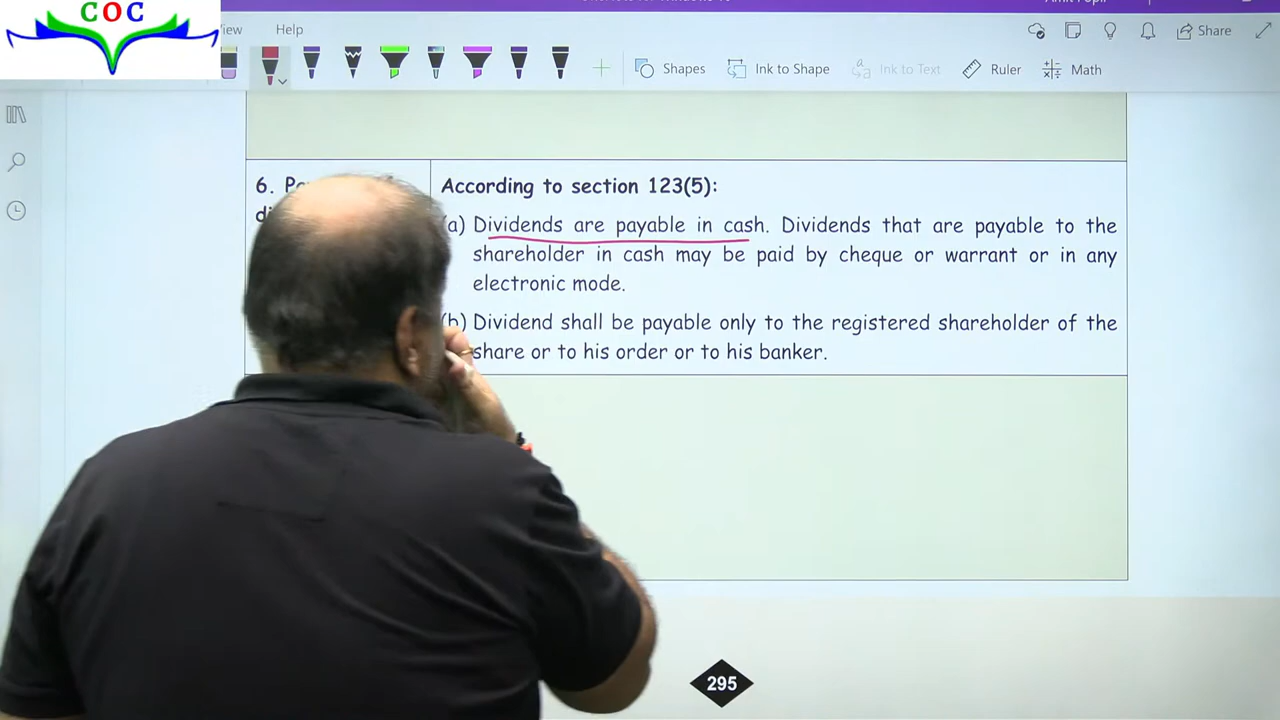 COC
View Help
Share
Shapes Ink to Shape Ink to Text Ruler Math
6.
According to section 123(5):
(a) Dividends are payable in cash. Dividends that are payable to the
shareholder in cash may be paid by cheque or warrant or in any
electronic mode.
(b) Dividend shall be payable only to the registered shareholder of the
share or to his order or to his banker.
295